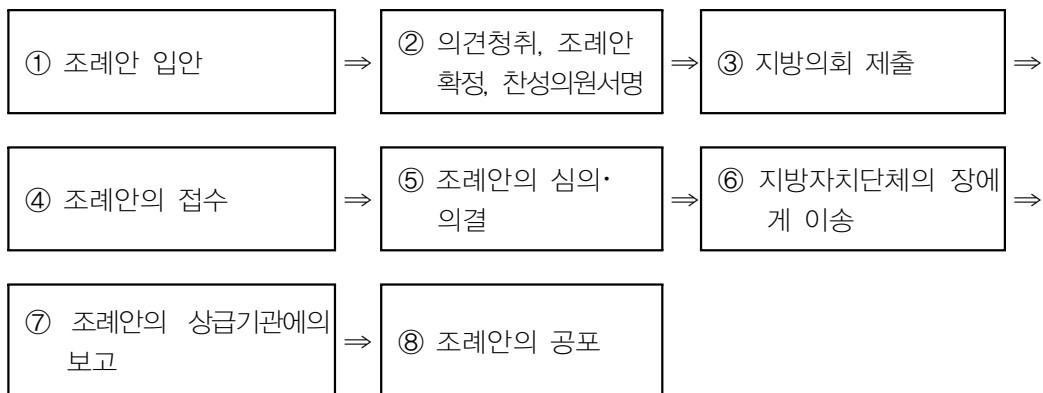 ① 조례안 입안 ⇒ ② 의견청취, 조례안
확정, 찬성의원서명 ⇒ ③ 지방의회 제출 ⇒
④ 조례안의 접수 ⇒ ⑤ 조례안의 심의･
의결 ⇒ ⑥ 지방자치단체의 장에
게 이송 ⇒
⑦ 조례안의 상급기관에의
보고 ⇒ ⑧ 조례안의 공포